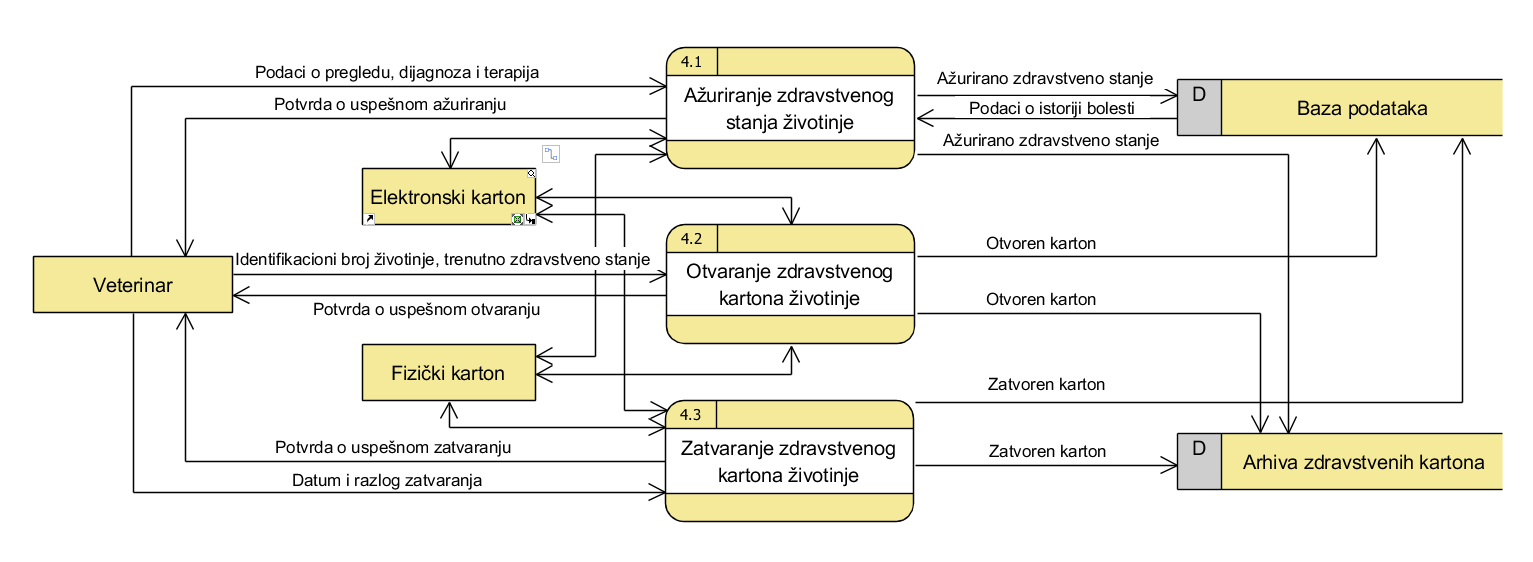 4.1
Podaci o pregledu, dijagnoza i terapija
Ažurirano zdravstveno stanje
D
Ažuriranje zdravstvenog
stanja životinje
Potvrda o uspešnom ažuriranju
Podaci o istoriji bolesti
Baza podataka
Ažurirano zdravstveno stanje
Elektronski karton
4.2
Otvoren karton
Identifikacioni broj životinje, trenutno zdravstveno stanje
Otvaranje zdravstvenog
kartona životinje
Veterinar
Otvoren karton
Potvrda o uspešnom otvaranju
Fizički karton
Zatvoren karton
4.3
Potvrda o uspešnom zatvaranju
Zatvaranje zdravstvenog
kartona životinje
Zatvoren karton
D
Arhiva zdravstvenih kartona
Datum i razlog zatvaranja